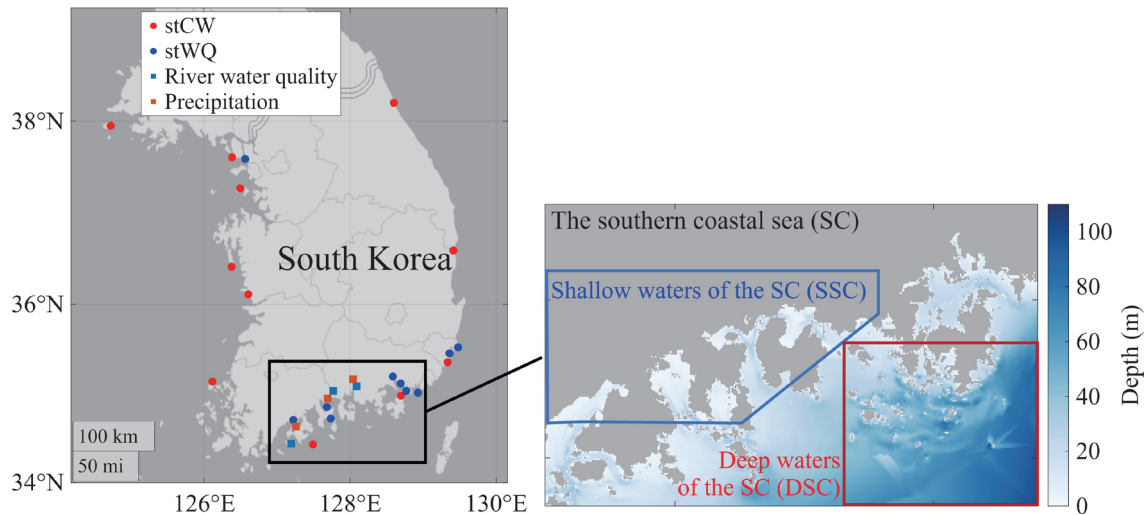 stCW
stWQ
River water quality
Precipitation
38°N
36°N
34°N
South Korea
100 km
50 mi
126°E
128°E
130°E
The southern coastal sea (SC)
Shallow waters of the SC (SSC)
Deep waters
of the SC (DSC)
100
80
60
40
20
0
Depth (m)